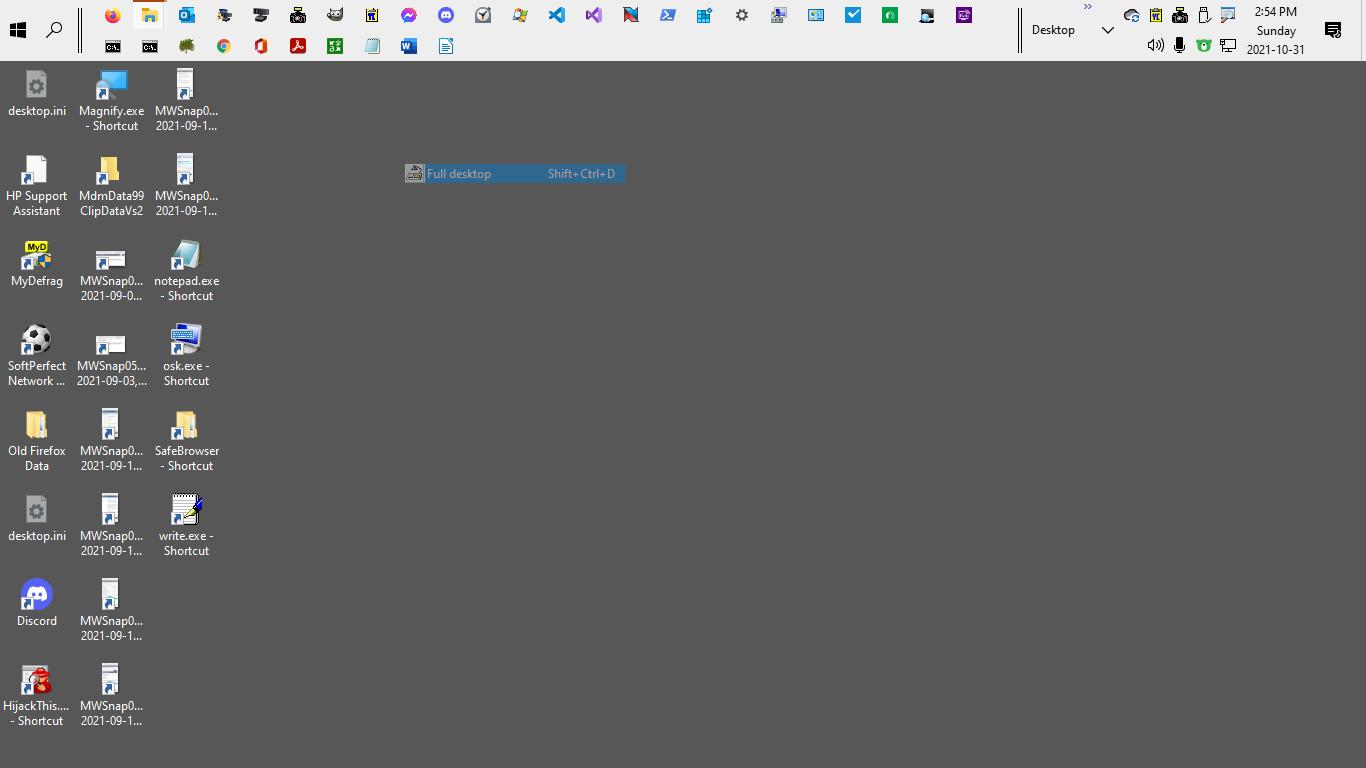 Desktop
2:54 PM
Sunday
2021-10-31
desktop.ini
Magnify.exe
- Shortcut
MWSnap0...
2021-09-1...
HP Support
Assistant
MdmData99
ClipDataVs2
MWSnap0...
2021-09-1...
Full desktop Shift+Ctrl+D
MyD
MyDefrag
MWSnap0...
2021-09-0...
notepad.exe
- Shortcut
SoftPerfect
Network ...
MWSnap05...
2021-09-03,...
osk.exe -
Shortcut
Old Firefox
Data
MWSnap0...
2021-09-1...
SafeBrowser
- Shortcut
desktop.ini
MWSnap0...
2021-09-1...
write.exe -
Shortcut
Discord
MWSnap0...
2021-09-1...
HijackThis....
- Shortcut
MWSnap0...
2021-09-1...